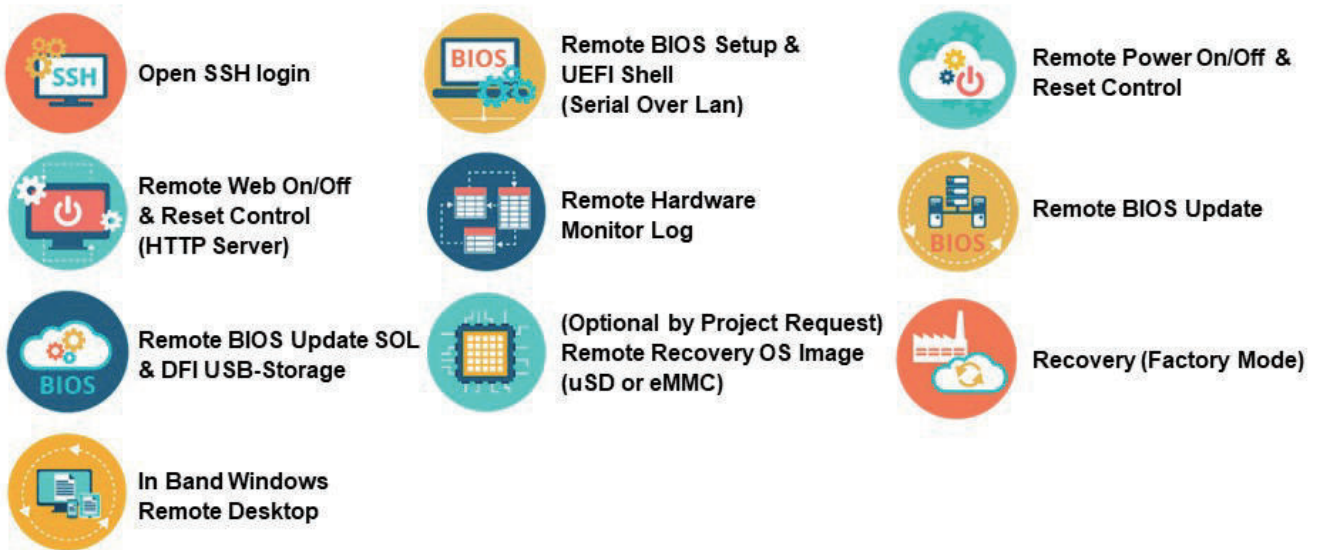 SSH
Open SSH login
BIOS
Remote BIOS Setup &
UEFI Shell
(Serial Over Lan)
Remote Power On/Off &
Reset Control
Remote Web On/Off
& Reset Control
(HTTP Server)
Remote Hardware
Monitor Log
BIOS
Remote BIOS Update
BIOS
Remote BIOS Update SOL
& DFI USB-Storage
(Optional by Project Request)
Remote Recovery OS Image
(uSD or eMMC)
Recovery (Factory Mode)
In Band Windows
Remote Desktop